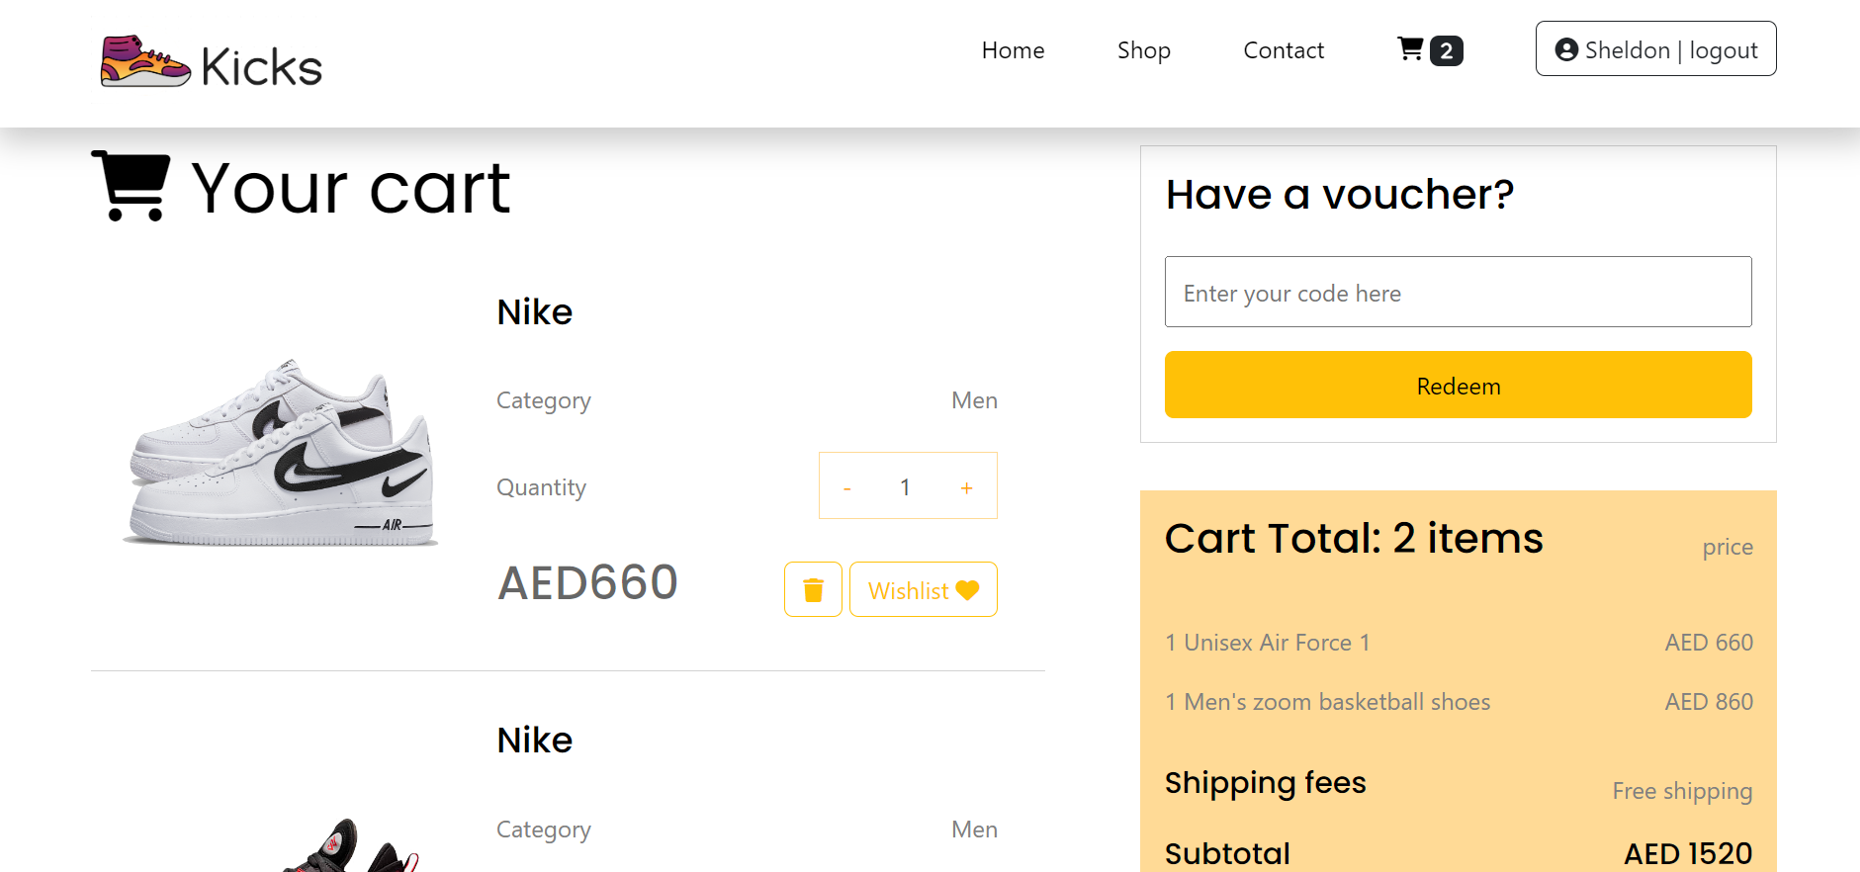 Kicks
Home Shop Contact 2 Sheldon | logout
Your cart
Nike
Category Men
Quantity - 1 +
AIR
AED660 Wishlist
Nike
Category Men
Have a voucher?
Enter your code here
Redeem
Cart Total: 2 items price
1 Unisex Air Force 1 AED 660
1 Men's zoom basketball shoes AED 860
Shipping fees Free shipping
Subtotal AED 1520